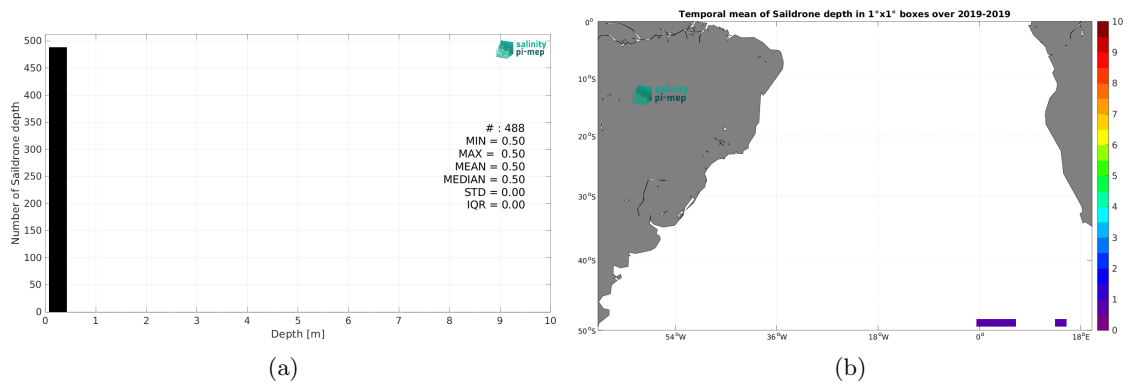 500
450
400
350
300
250
200
150
100
50
0
Number of Saildrone depth
salinity
pi-mep
# : 488
MIN = 0.50
MAX = 0.50
MEAN = 0.50
MEDIAN = 0.50
STD = 0.00
IQR = 0.00
0 1 2 3 4 5 6 7 8 9 10
Depth [m]
(a)
Temporal mean of Saildrone depth in 1°x1° boxes over 2019-2019
0°
10°S
20°S
30°S
40°S
50°S
salinity
pi-mep
54°W 36°W 18°W 0° 18°E
10
9
8
7
6
5
4
3
2
1
0
(b)